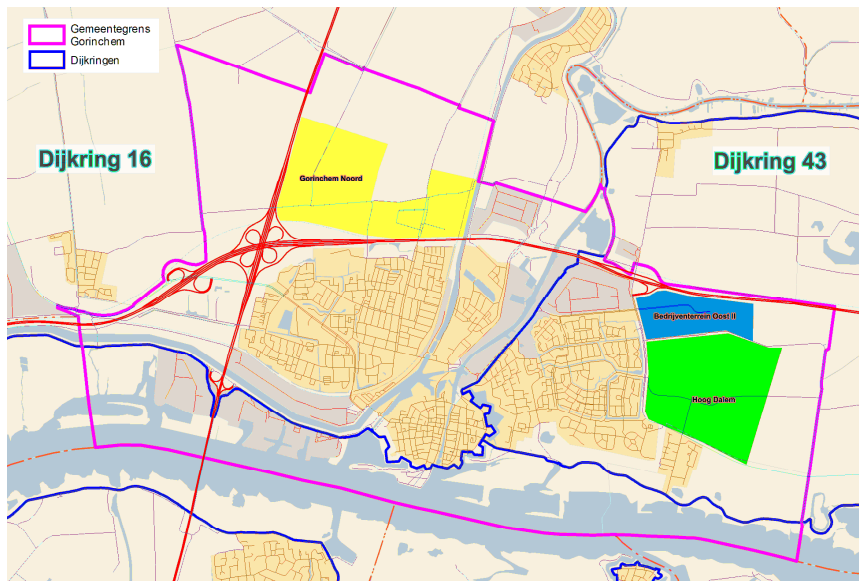 Gemeentegrens
Gorinchem
Dijkringen
Dijkring 16
Dijkring 43
Gorinchem Noord
Bedrijventerrein Oost II
Hoog Dalem